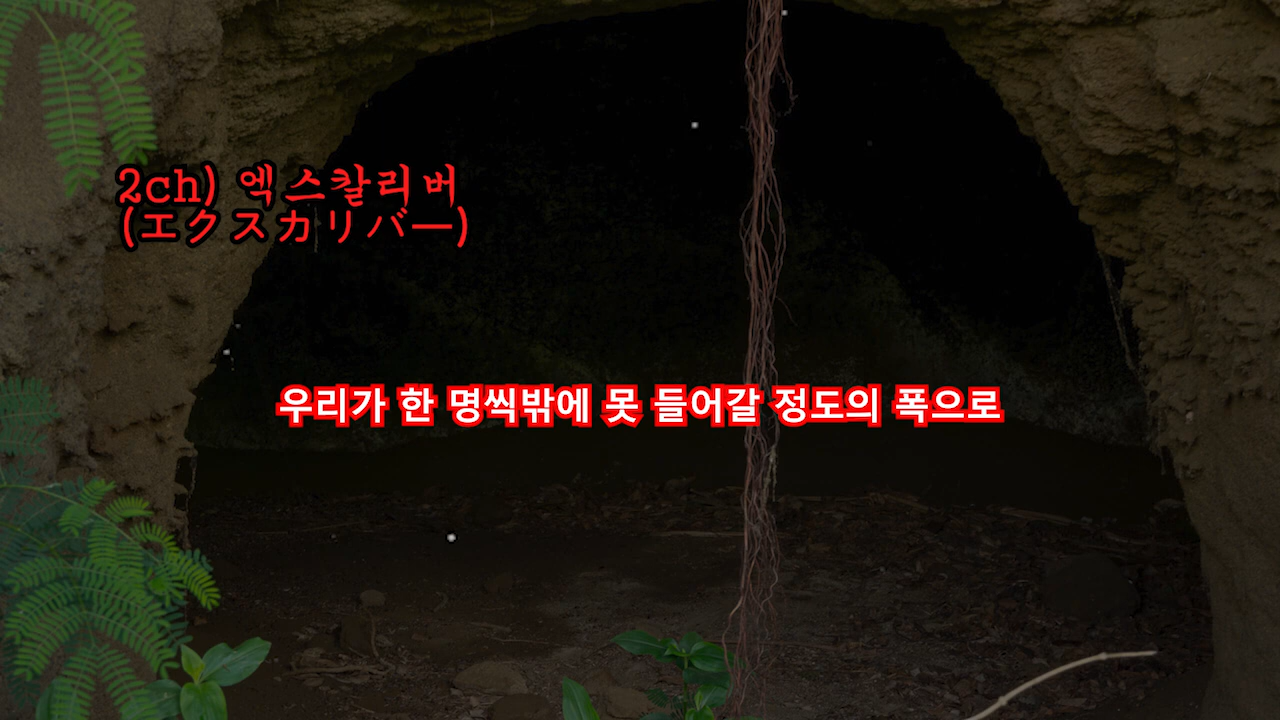 2ch) 엑스칼리버
(エクスカリバー)
우리가 한 명씩밖에 못 들어갈 정도의 폭으로